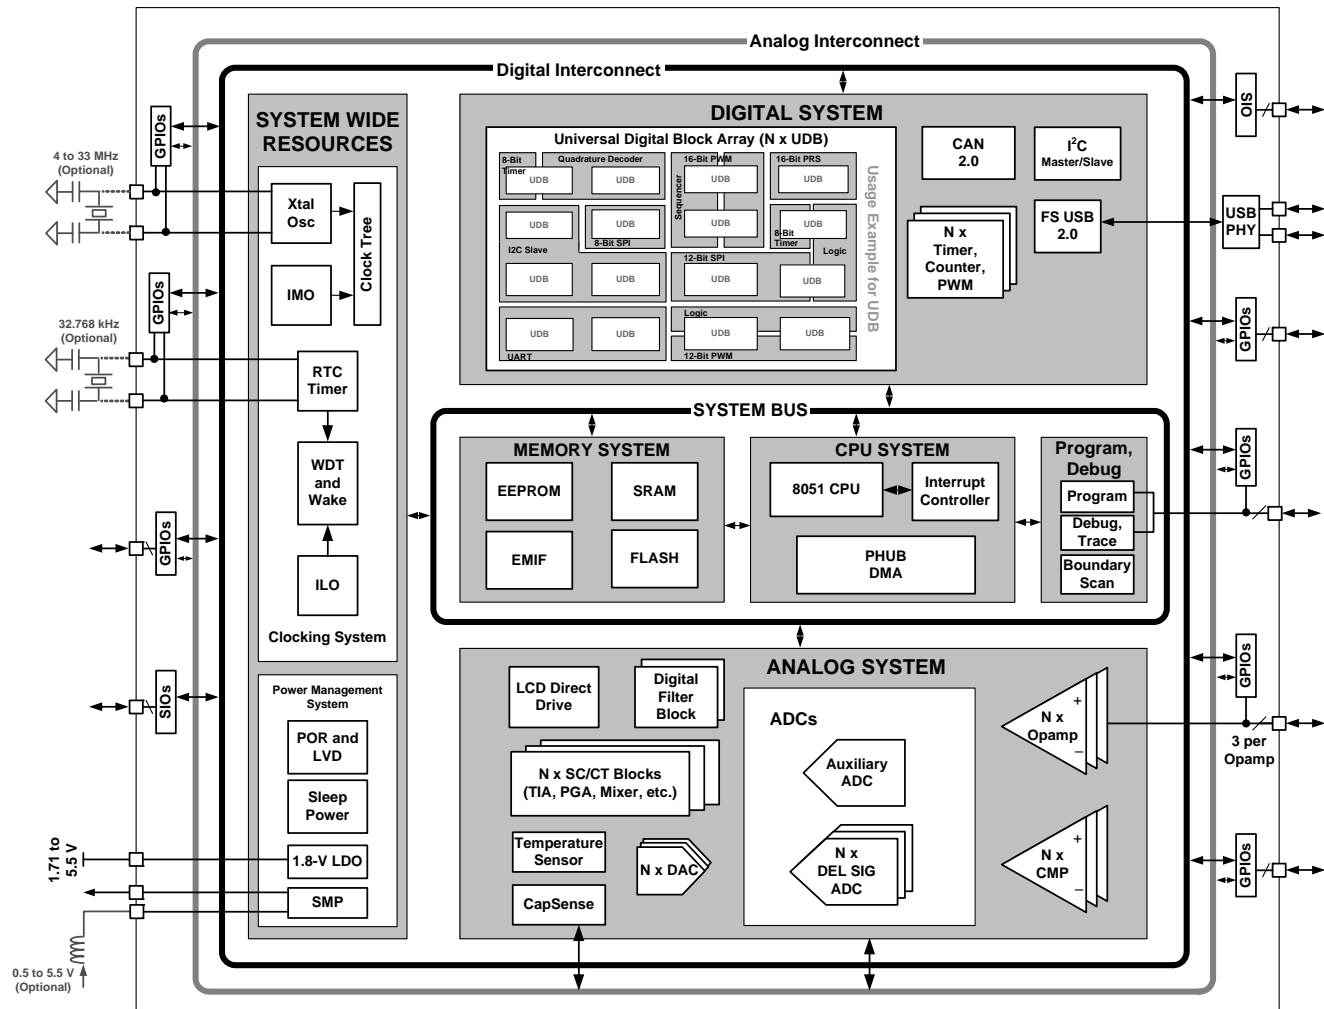 Analog Interconnect
Digital Interconnect
SYSTEM WIDE
RESOURCES
GPIOs
4 to 33 MHz
(Optional)
Xtal
Osc
Clock Tree
IMO
GPIOs
32.768 kHz
(Optional)
RTC
Timer
WDT
and
Wake
GPIOs
ILO
Clocking System
SIOs
Power Management
System
POR and
LVD
Sleep
Power
1.71 to
5.5 V
1.8-V LDO
SMP
0.5 to 5.5 V
(Optional)
DIGITAL SYSTEM
Universal Digital Block Array (N x UDB)
8-Bit
Timer
Quadrature Decoder
16-Bit PWM
16-Bit PRS
UDB
UDB
UDB
UDB
Sequencer
UDB
UDB
UDB
UDB
I2C Slave
8-Bit SPI
8-Bit
Timer
Logic
12-Bit SPI
UDB
UDB
UDB
UDB
Logic
UDB
UDB
UDB
UDB
UART
12-Bit PWM
Usage Example for UDB
CAN
2.0
I2C
Master/Slave
N x
Timer,
Counter,
PWM
FS USB
2.0
SYSTEM BUS
MEMORY SYSTEM
EEPROM
SRAM
EMIF
FLASH
CPU SYSTEM
8051 CPU
Interrupt
Controller
PHUB
DMA
Program,
Debug
Program
Debug,
Trace
Boundary
Scan
ANALOG SYSTEM
LCD Direct
Drive
Digital
Filter
Block
N x SC/CT Blocks
(TIA, PGA, Mixer, etc.)
Temperature
Sensor
N x DAC
CapSense
ADCs
Auxiliary
ADC
N x
DEL SIG
ADC
+
N x
Opamp
–
+
N x
CMP
–
SIO
USB
PHY
GPIOs
GPIOs
GPIOs
3 per
Opamp
GPIOs